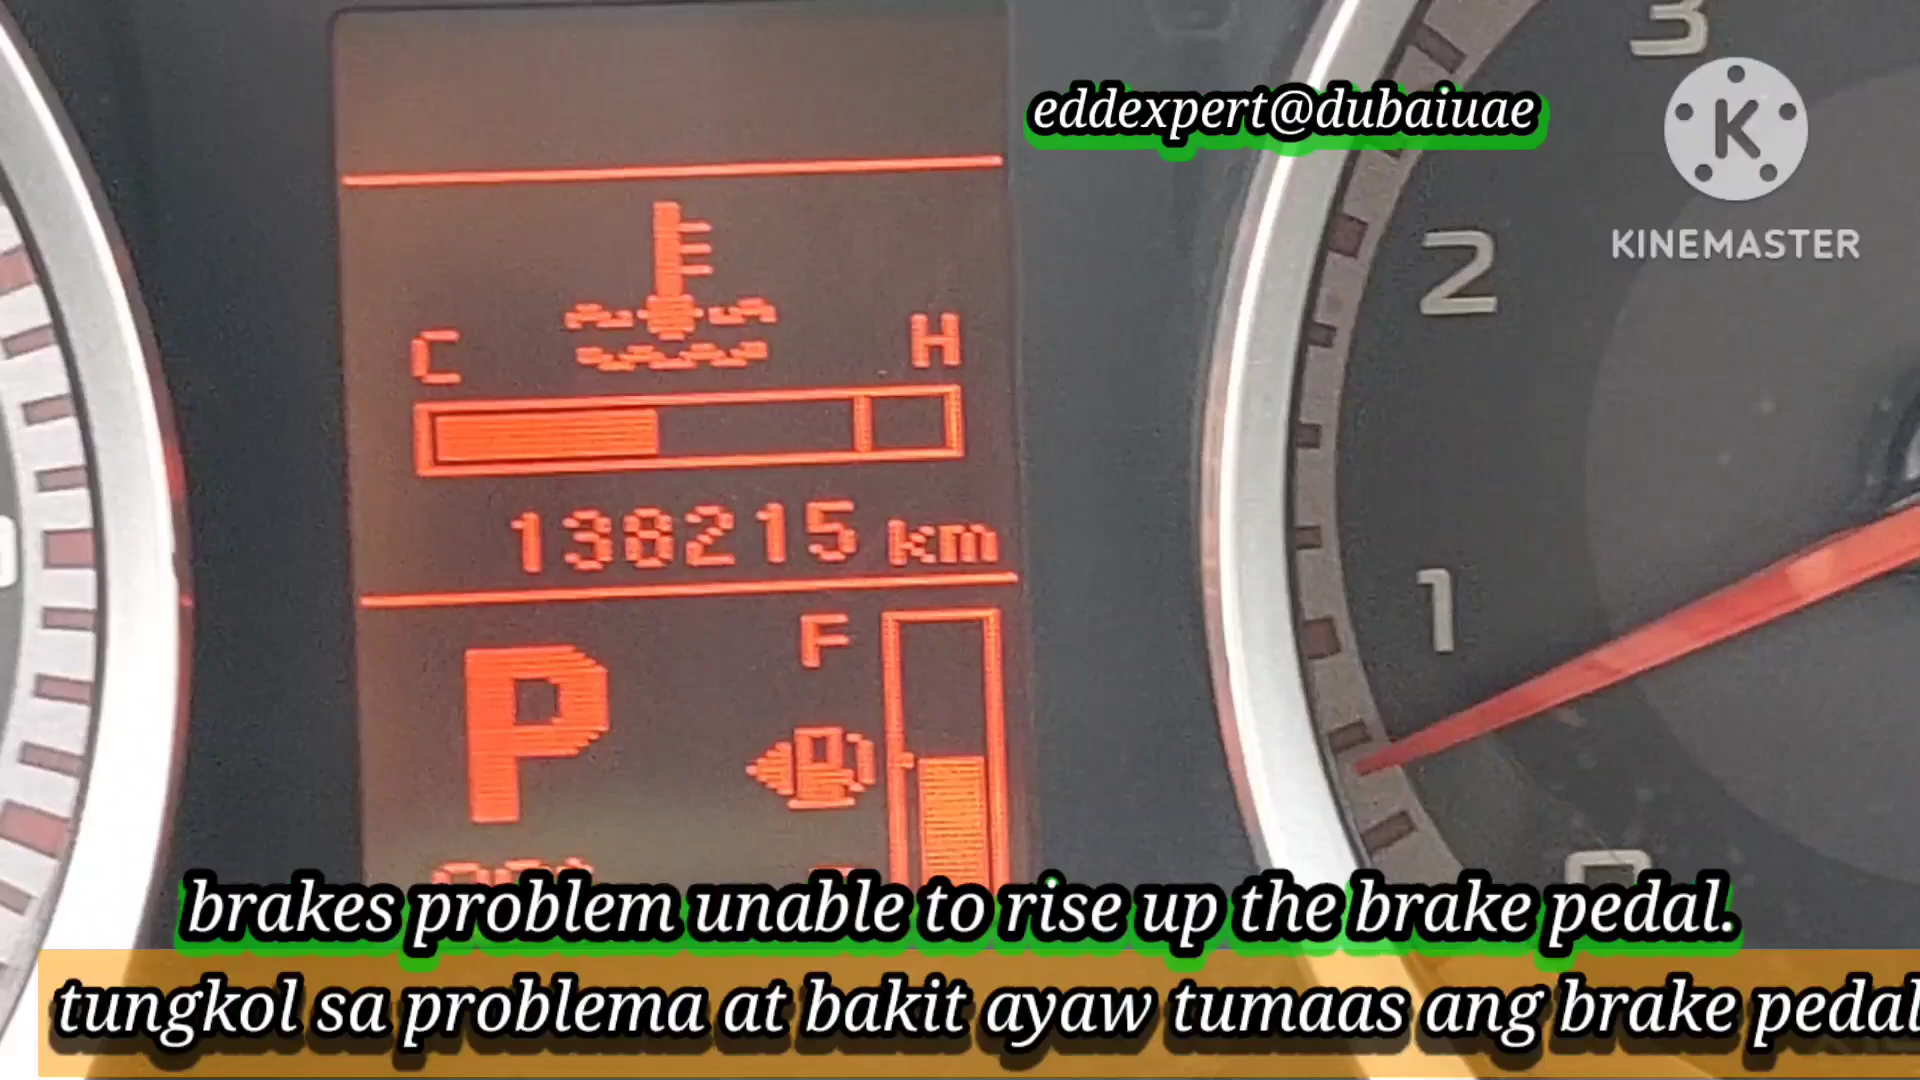 3
eddexpert@dubaiuae
K
KINEMASTER
2
C H
138215 km
1
F
P
brakes problem unable to rise up the brake pedal.
tungkol sa problema at bakit ayaw tumaas ang brake pedal